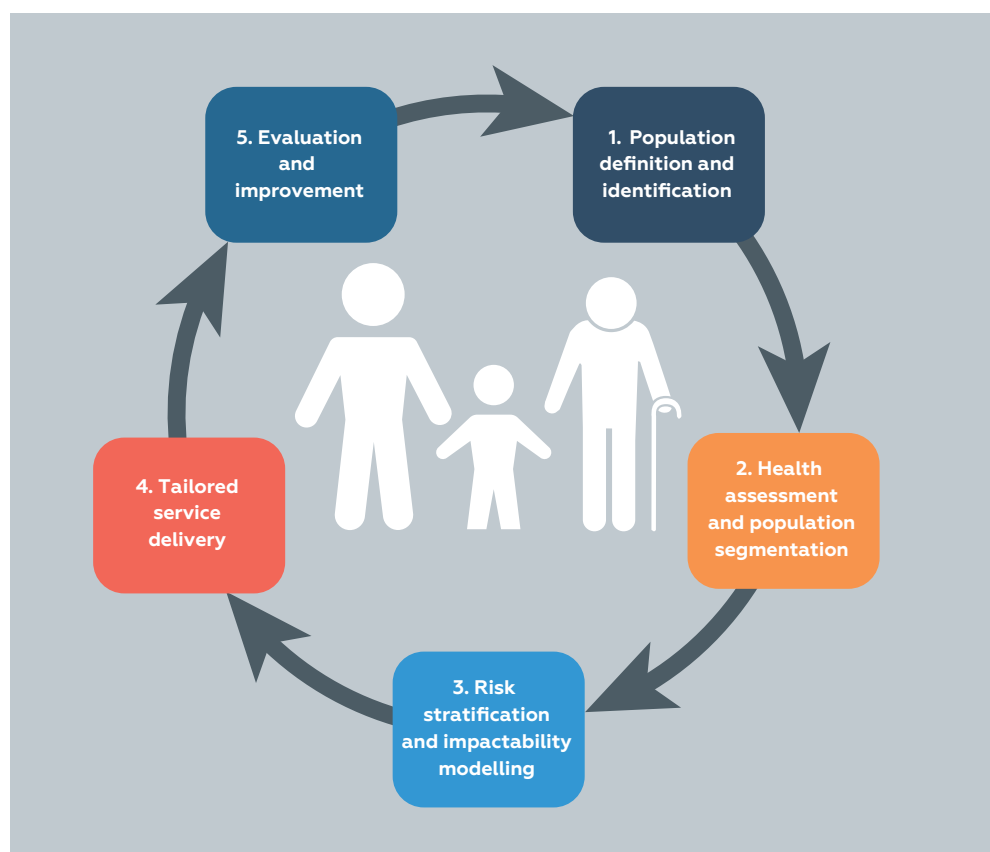 1. Population
definition and
identification
2. Health
assessment
and population
segmentation
3. Risk
stratification
and impactability
modelling
4. Tailored
service
delivery
5. Evaluation
and
improvement